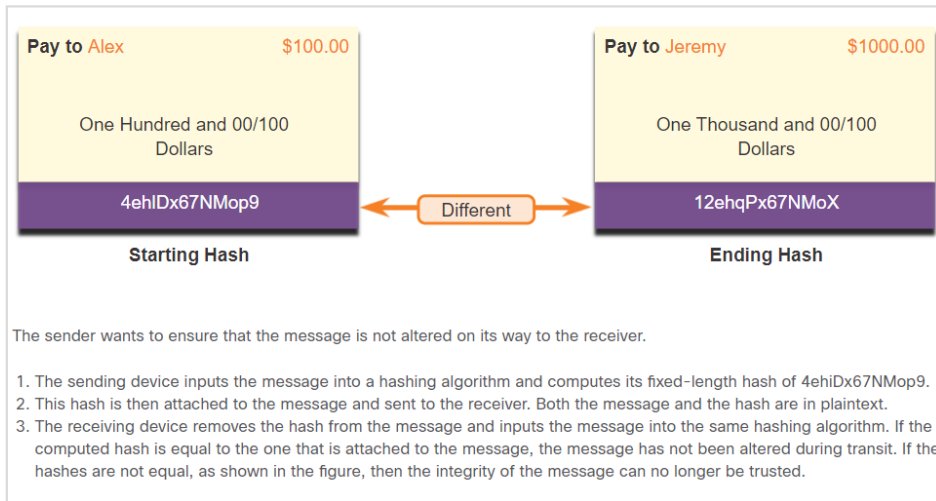 Pay to Alex $100.00
One Hundred and 00/100
Dollars
4ehIDx67NMop9
Starting Hash
Different
Pay to Jeremy $1000.00
One Thousand and 00/100
Dollars
12ehqPx67NMoX
Ending Hash
The sender wants to ensure that the message is not altered on its way to the receiver.
1. The sending device inputs the message into a hashing algorithm and computes its fixed-length hash of 4ehiDx67NMop9.
2. This hash is then attached to the message and sent to the receiver. Both the message and the hash are in plaintext.
3. The receiving device removes the hash from the message and inputs the message into the same hashing algorithm. If the
computed hash is equal to the one that is attached to the message, the message has not been altered during transit. If the
hashes are not equal, as shown in the figure, then the integrity of the message can no longer be trusted.